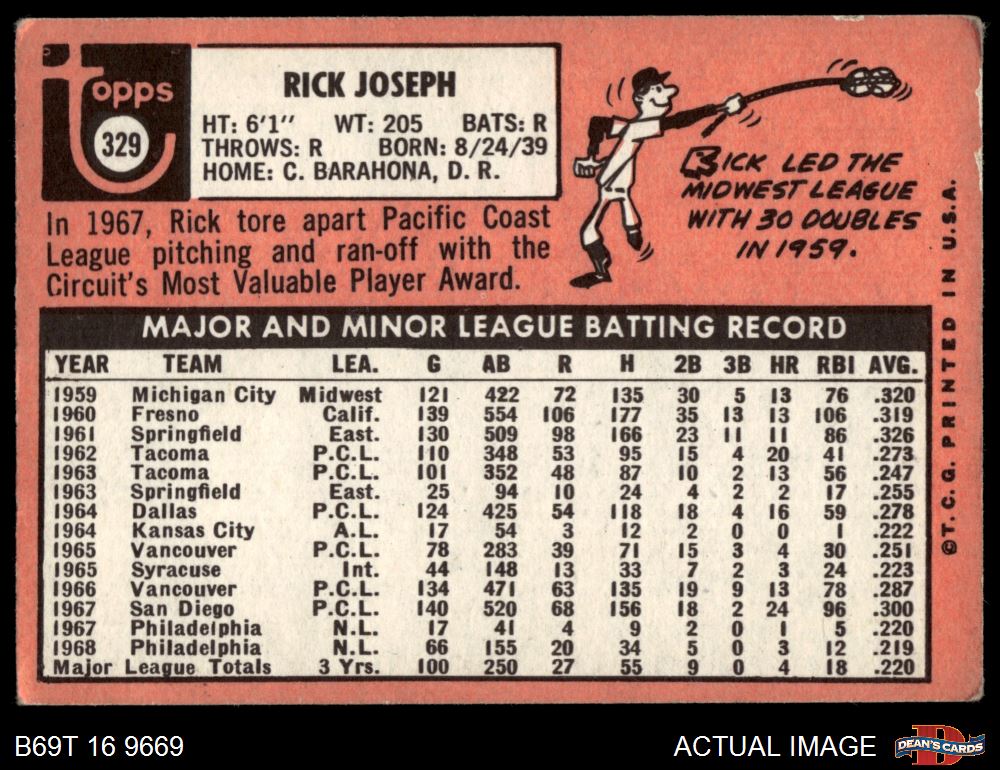 Topps
329
RICK JOSEPH
HT: 6'1" WT: 205 BATS: R
THROWS: R BORN: 8/24/39
HOME: C. BARAHONA, D. R.
RICK LED THE
MIDWEST LEAGUE
WITH 30 DOUBLES
IN 1959.
In 1967, Rick tore apart Pacific Coast
League pitching and ran-off with the
Circuit's Most Valuable Player Award.
MAJOR AND MINOR LEAGUE BATTING RECORD
YEAR TEAM LEA. G AB R H 2B 3B HR RBI AVG.
1959 Michigan City Midwest 121 422 72 135 30 5 13 76 .320
1960 Fresno Calif. 139 554 106 177 35 13 13 106 .319
1961 Springfield East. 130 509 98 166 23 11 11 86 .326
1962 Tacoma P.C.L. 110 348 53 95 15 4 20 41 .273
1963 Tacoma P.C.L. 101 352 48 87 10 2 13 56 .247
1963 Springfield East. 25 94 10 24 4 2 2 17 .255
1964 Dallas P.C.L. 124 425 54 118 18 4 16 59 .278
1964 Kansas City A.L. 17 54 3 12 2 0 0 1 .222
1965 Vancouver P.C.L. 78 283 39 71 15 3 4 30 .251
1965 Syracuse Int. 44 148 13 33 7 2 3 24 .223
1966 Vancouver P.C.L. 134 471 63 135 19 9 13 78 .287
1967 San Diego P.C.L. 140 520 68 156 18 2 24 96 .300
1967 Philadelphia N.L. 17 41 4 9 2 0 1 5 .220
1968 Philadelphia N.L. 66 155 20 34 5 0 3 12 .219
Major League Totals 3 Yrs. 100 250 27 55 9 0 4 18 .220
©T. C. G. PRINTED IN U.S.A.
B69T 16 9669
ACTUAL IMAGE
D
DEAN'S CARDS